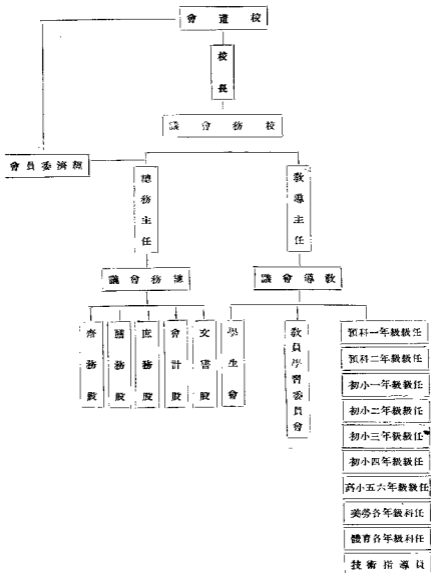 校董會
校長
校務會議
經濟委員會
總務主任
教導主任
總務會議
教導會議
務股
務股
庶務股
會計股
文書股
學生會
教員學習委員會
預科一年級級任
預科二年級級任
初小一年級級任
初小二年級級任
初小三年級級任
初小四年級級任
高小五六年級級任
美勞各年級科任
體育各年級科任
技術指導員